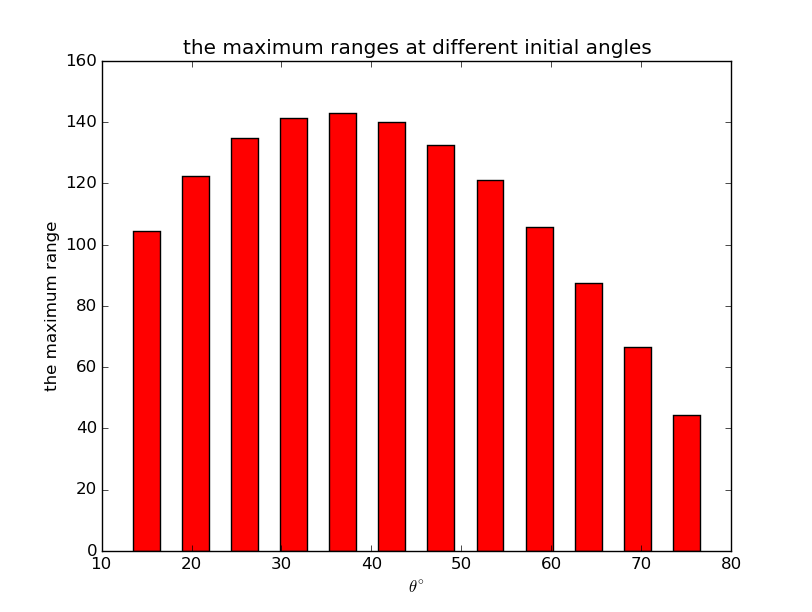 the maximum ranges at different initial angles
160
140
120
100
80
60
40
20
0
the maximum range
10 20 30 40 50 60 70 80
θ°